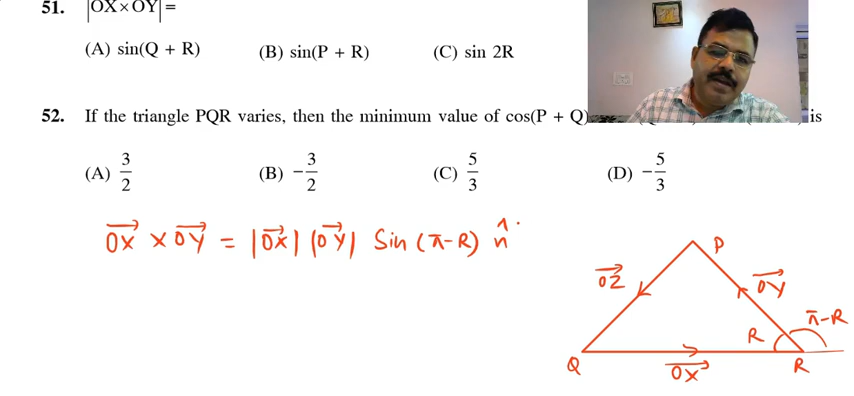 51. |OX × OY| =
(A) sin(Q + R) (B) sin(P + R) (C) sin 2R
52. If the triangle PQR varies, then the minimum value of cos(P + Q) is
(A) 3/2 (B) −3/2 (C) 5/3 (D) −5/3
OX⃗ × OY⃗ = |OX⃗| |OY⃗| Sin (π−R) n̂
P
OZ⃗
OY⃗
π−R
R
Q
OX⃗
R